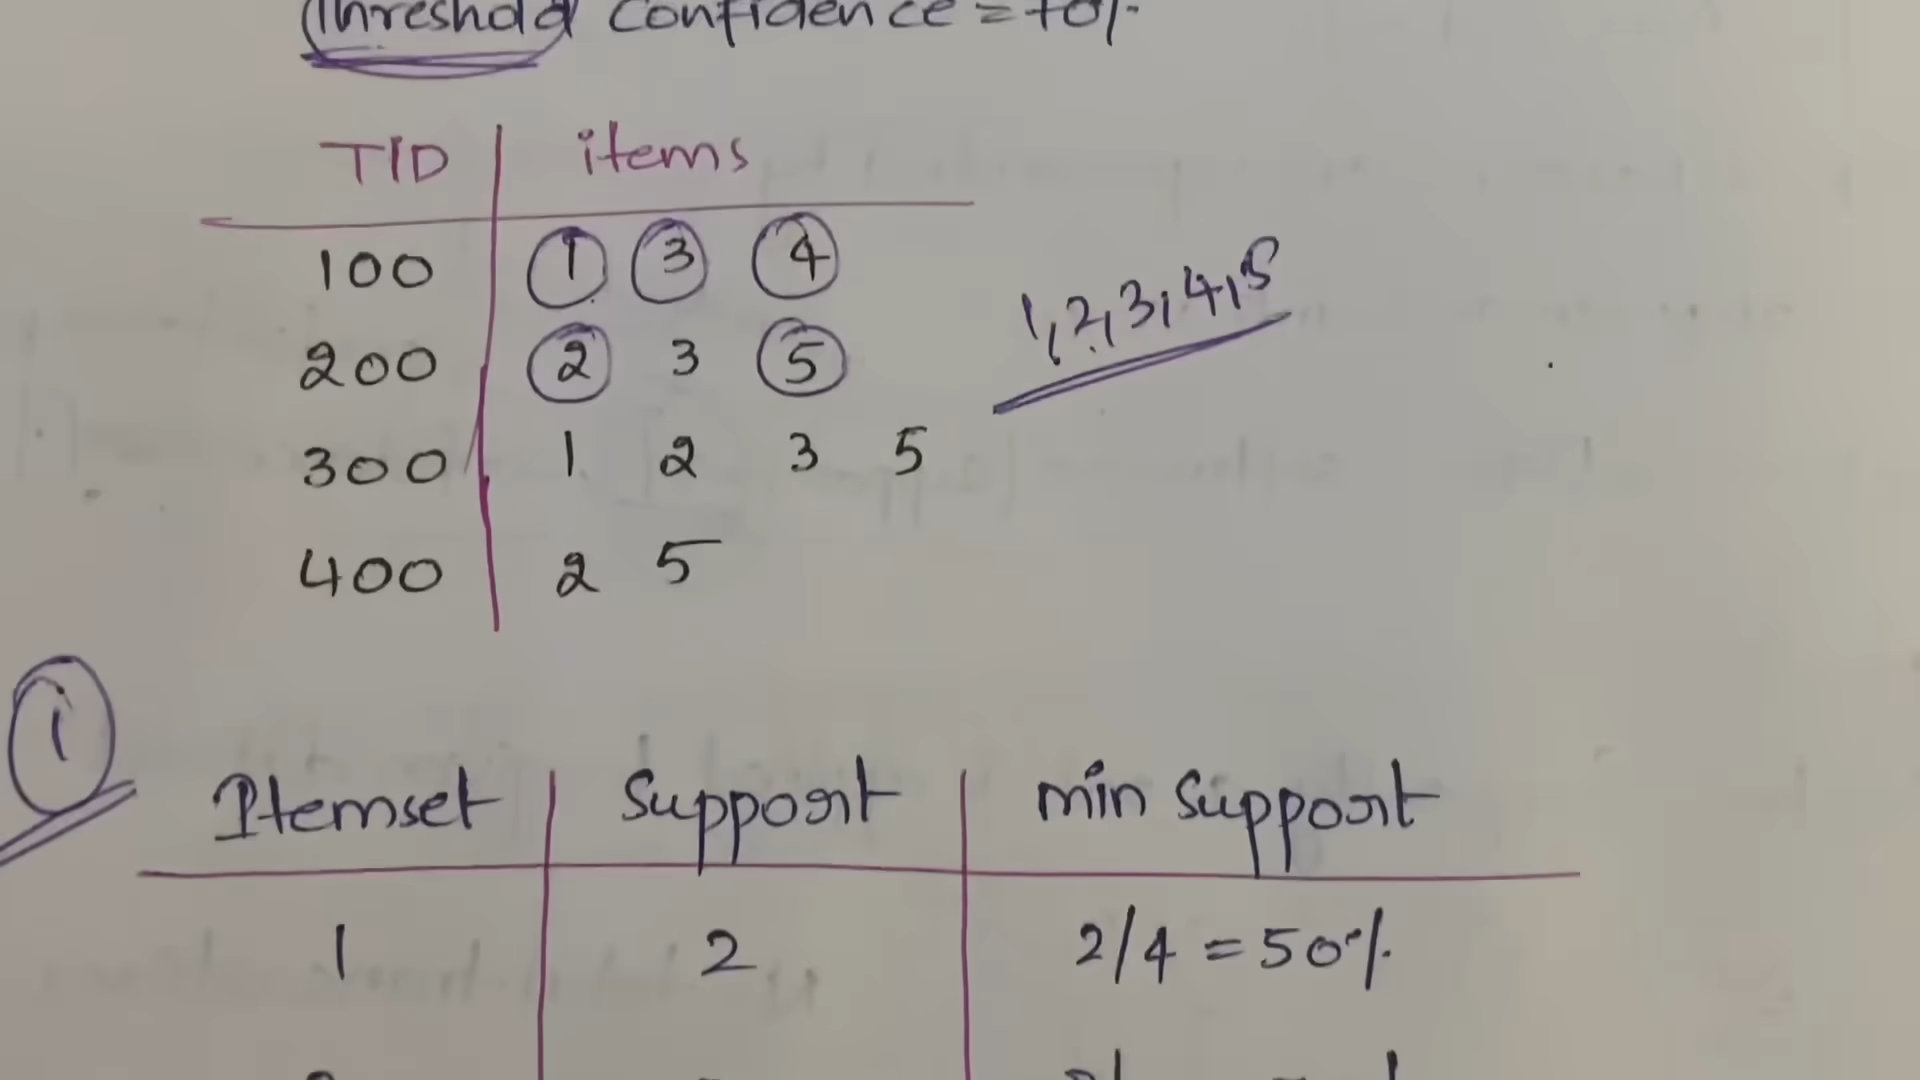 Threshold Confidence = 70%
TID items
100 1 3 4
1,2,3,4,5
200 2 3 5
300 1 2 3 5
400 2 5
1
Itemset Support min support
1 2 2/4 = 50%